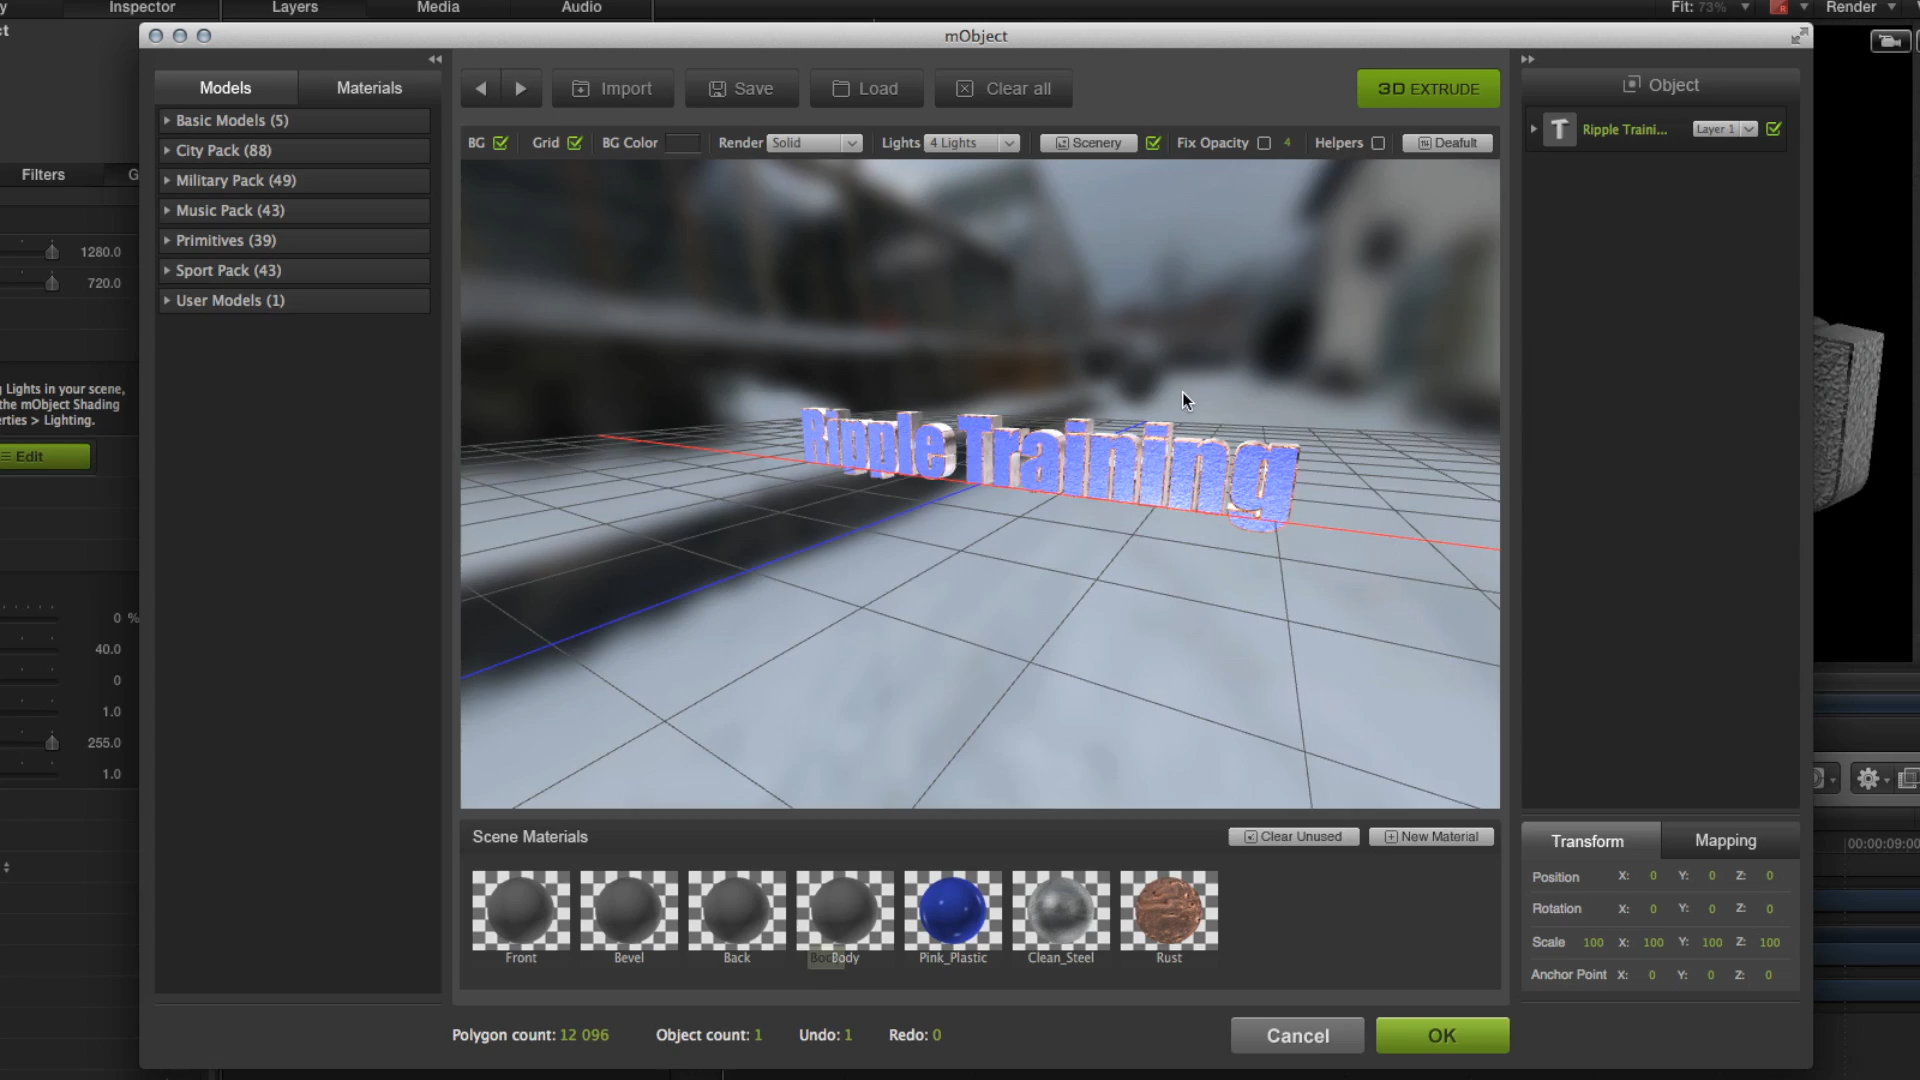 Inspector
Layers
Media
Audio
Fit: 73%
Render
mObject
Models
Materials
Import
Save
Load
Clear all
3D EXTRUDE
Object
BG
Grid
BG Color
Render Solid
Lights 4 Lights
Scenery
Fix Opacity 4
Helpers
Deafult
Basic Models (5)
City Pack (88)
Military Pack (49)
Music Pack (43)
Primitives (39)
Sport Pack (43)
User Models (1)
Ripple Traini...
Layer 1
Filters
G
1280.0
720.0
Lights in your scene,
the mObject Shading
erties > Lighting.
Edit
0 %
40.0
0
1.0
255.0
1.0
Ripple Training
Scene Materials
Clear Unused
New Material
Front
Bevel
Back
Body
Pink_Plastic
Clean_Steel
Rust
Transform
Mapping
Position X: 0 Y: 0 Z: 0
Rotation X: 0 Y: 0 Z: 0
Scale 100 X: 100 Y: 100 Z: 100
Anchor Point X: 0 Y: 0 Z: 0
00:00:09:00
Polygon count: 12 096
Object count: 1
Undo: 1
Redo: 0
Cancel
OK